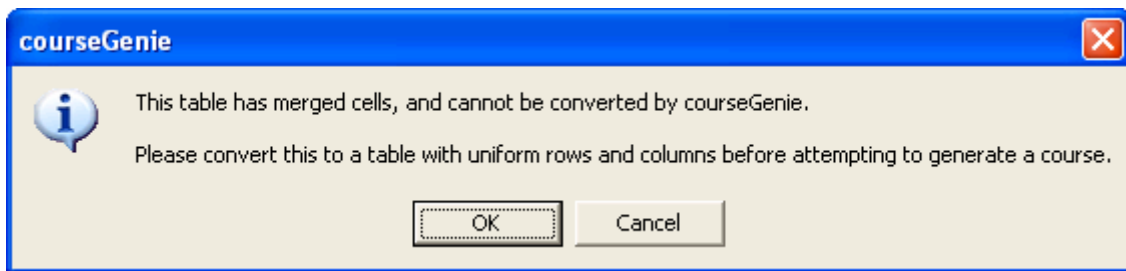 courseGenie
This table has merged cells, and cannot be converted by courseGenie.
Please convert this to a table with uniform rows and columns before attempting to generate a course.
OK Cancel